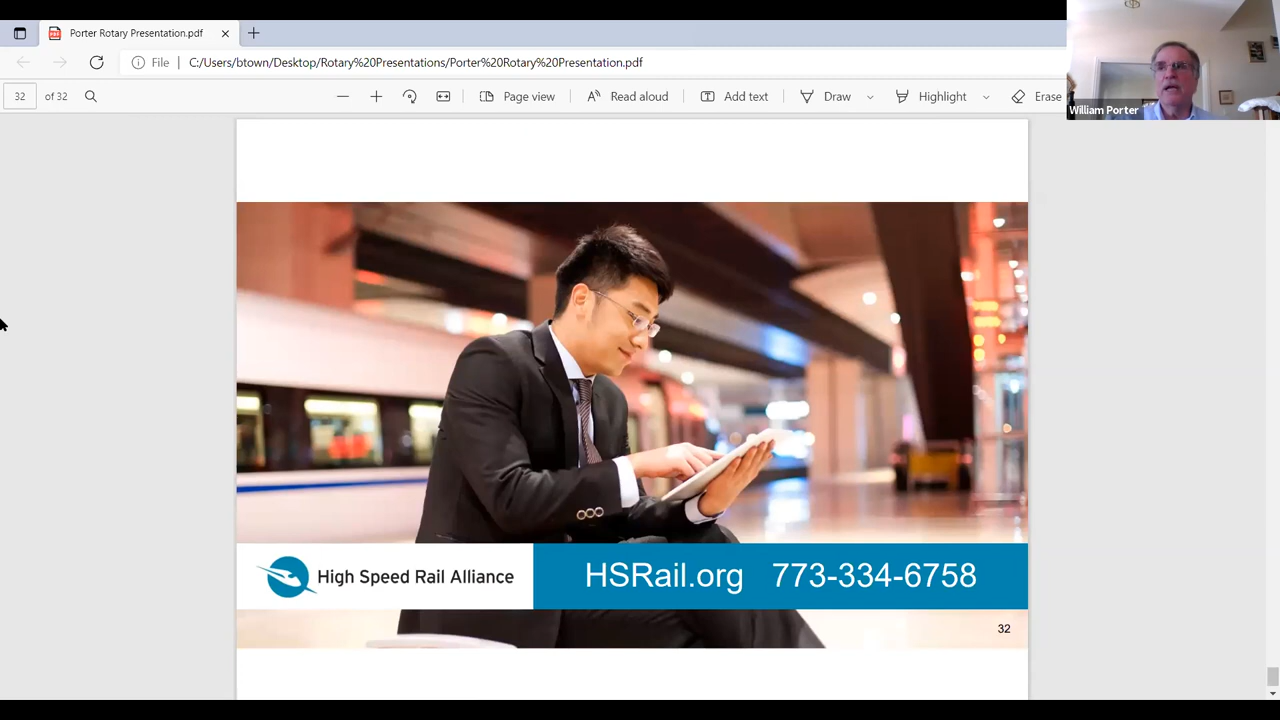 Porter Rotary Presentation.pdf
File C:/Users/btown/Desktop/Rotary%20Presentations/Porter%20Rotary%20Presentation.pdf
32 of 32 Page view Read aloud Add text Draw Highlight Erase
William Porter
High Speed Rail Alliance HSRail.org 773-334-6758
32